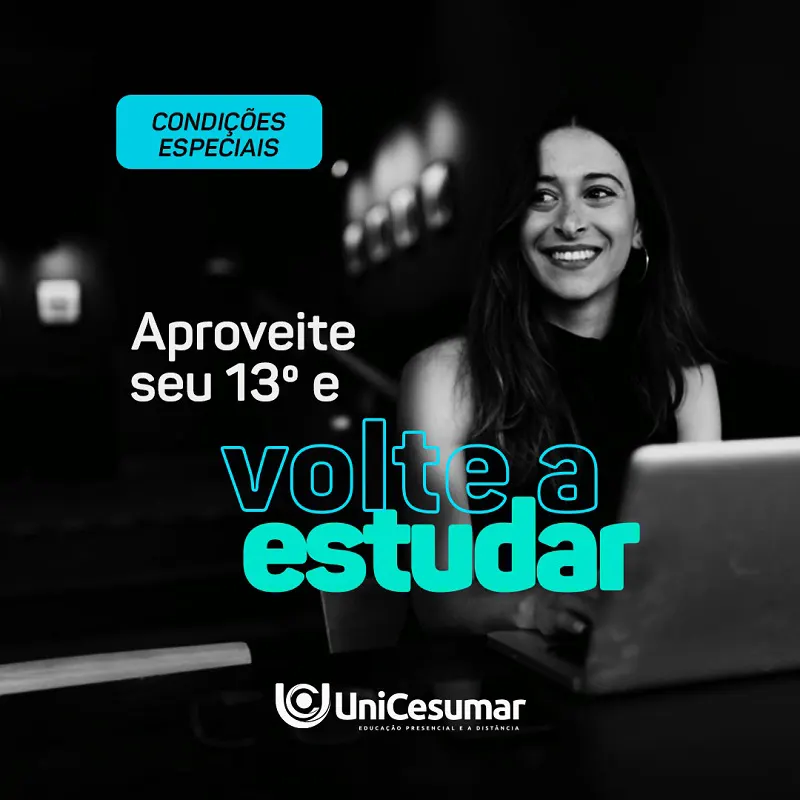 CONDIÇÕES
ESPECIAIS
Aproveite
seu 13º e
volte a
estudar
UniCesumar
EDUCAÇÃO PRESENCIAL E A DISTÂNCIA